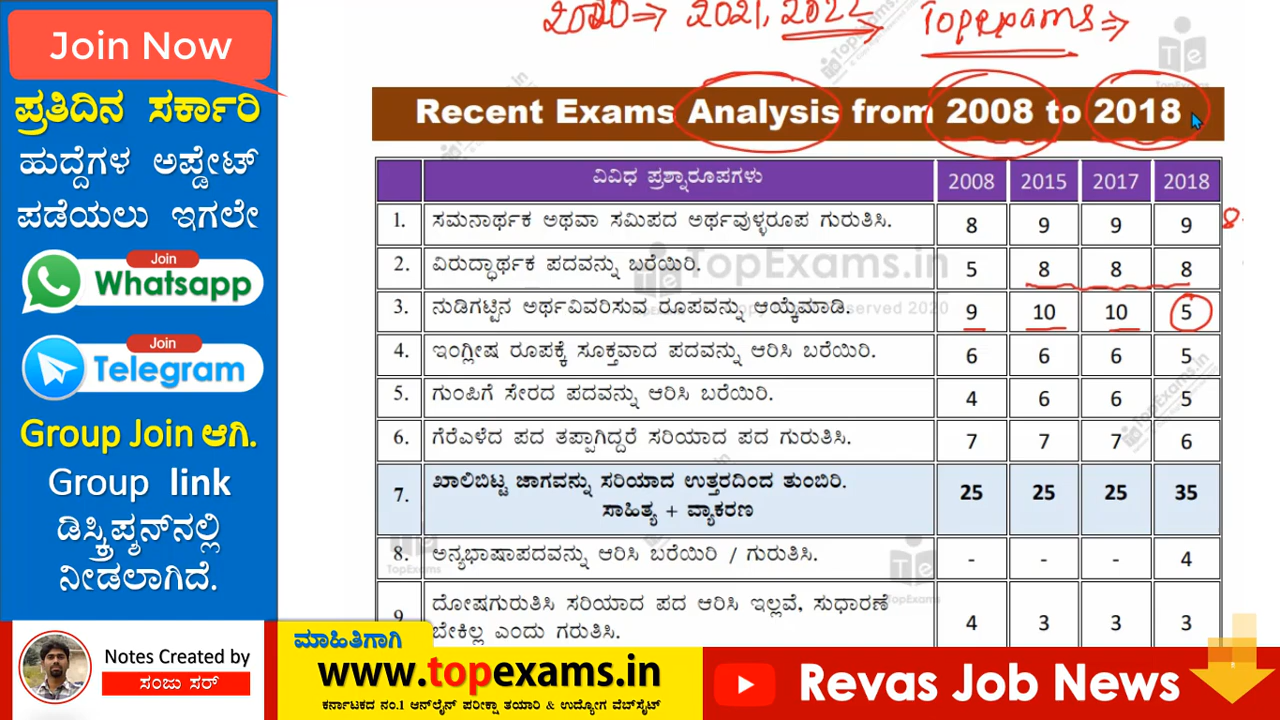 Join Now
ಪ್ರತಿದಿನ ಸರ್ಕಾರಿ
ಹುದ್ದೆಗಳ ಅಪ್ಡೇಟ್
ಪಡೆಯಲು ಇಗಲೇ
Join
Whatsapp
Join
Telegram
Group Join ಆಗಿ.
Group link
ಡಿಸ್ಕ್ರಿಪ್ಶನ್‌ನಲ್ಲಿ
ನೀಡಲಾಗಿದೆ.
2020 ⇒ 2021, 2022 Topexams ⇒
Recent Exams Analysis from 2008 to 2018
ವಿವಿಧ ಪ್ರಶ್ನಾರೂಪಗಳು 2008 2015 2017 2018
1. ಸಮನಾರ್ಥಕ ಅಥವಾ ಸಮಿಪದ ಅರ್ಥವುಳ್ಳರೂಪ ಗುರುತಿಸಿ. 8 9 9 9 8
2. ವಿರುದ್ಧಾರ್ಥಕ ಪದವನ್ನು ಬರೆಯಿರಿ. 5 8 8 8
3. ನುಡಿಗಟ್ಟಿನ ಅರ್ಥವಿವರಿಸುವ ರೂಪವನ್ನು ಆಯ್ಕೆಮಾಡಿ. 9 10 10 5
4. ಇಂಗ್ಲೀಷ ರೂಪಕ್ಕೆ ಸೂಕ್ತವಾದ ಪದವನ್ನು ಆರಿಸಿ ಬರೆಯಿರಿ. 6 6 6 5
5. ಗುಂಪಿಗೆ ಸೇರದ ಪದವನ್ನು ಆರಿಸಿ ಬರೆಯಿರಿ. 4 6 6 5
6. ಗೆರೆಎಳೆದ ಪದ ತಪ್ಪಾಗಿದ್ದರೆ ಸರಿಯಾದ ಪದ ಗುರುತಿಸಿ. 7 7 7 6
7. ಖಾಲಿಬಿಟ್ಟ ಜಾಗವನ್ನು ಸರಿಯಾದ ಉತ್ತರದಿಂದ ತುಂಬಿರಿ. 25 25 25 35
ಸಾಹಿತ್ಯ + ವ್ಯಾಕರಣ
8. ಅನ್ಯಭಾಷಾಪದವನ್ನು ಆರಿಸಿ ಬರೆಯಿರಿ / ಗುರುತಿಸಿ. - - - 4
9 ದೋಷಗುರುತಿಸಿ ಸರಿಯಾದ ಪದ ಆರಿಸಿ ಇಲ್ಲವೆ, ಸುಧಾರಣೆ 4 3 3 3
ಬೇಕಿಲ್ಲ ಎಂದು ಗರುತಿಸಿ.
TopExams.in
Notes Created by
ಸಂಜು ಸರ್
ಮಾಹಿತಿಗಾಗಿ
www.topexams.in
ಕರ್ನಾಟಕದ ನಂ.1 ಆನ್‌ಲೈನ್ ಪರೀಕ್ಷಾ ತಯಾರಿ & ಉದ್ಯೋಗ ವೆಬ್‌ಸೈಟ್
Revas Job News